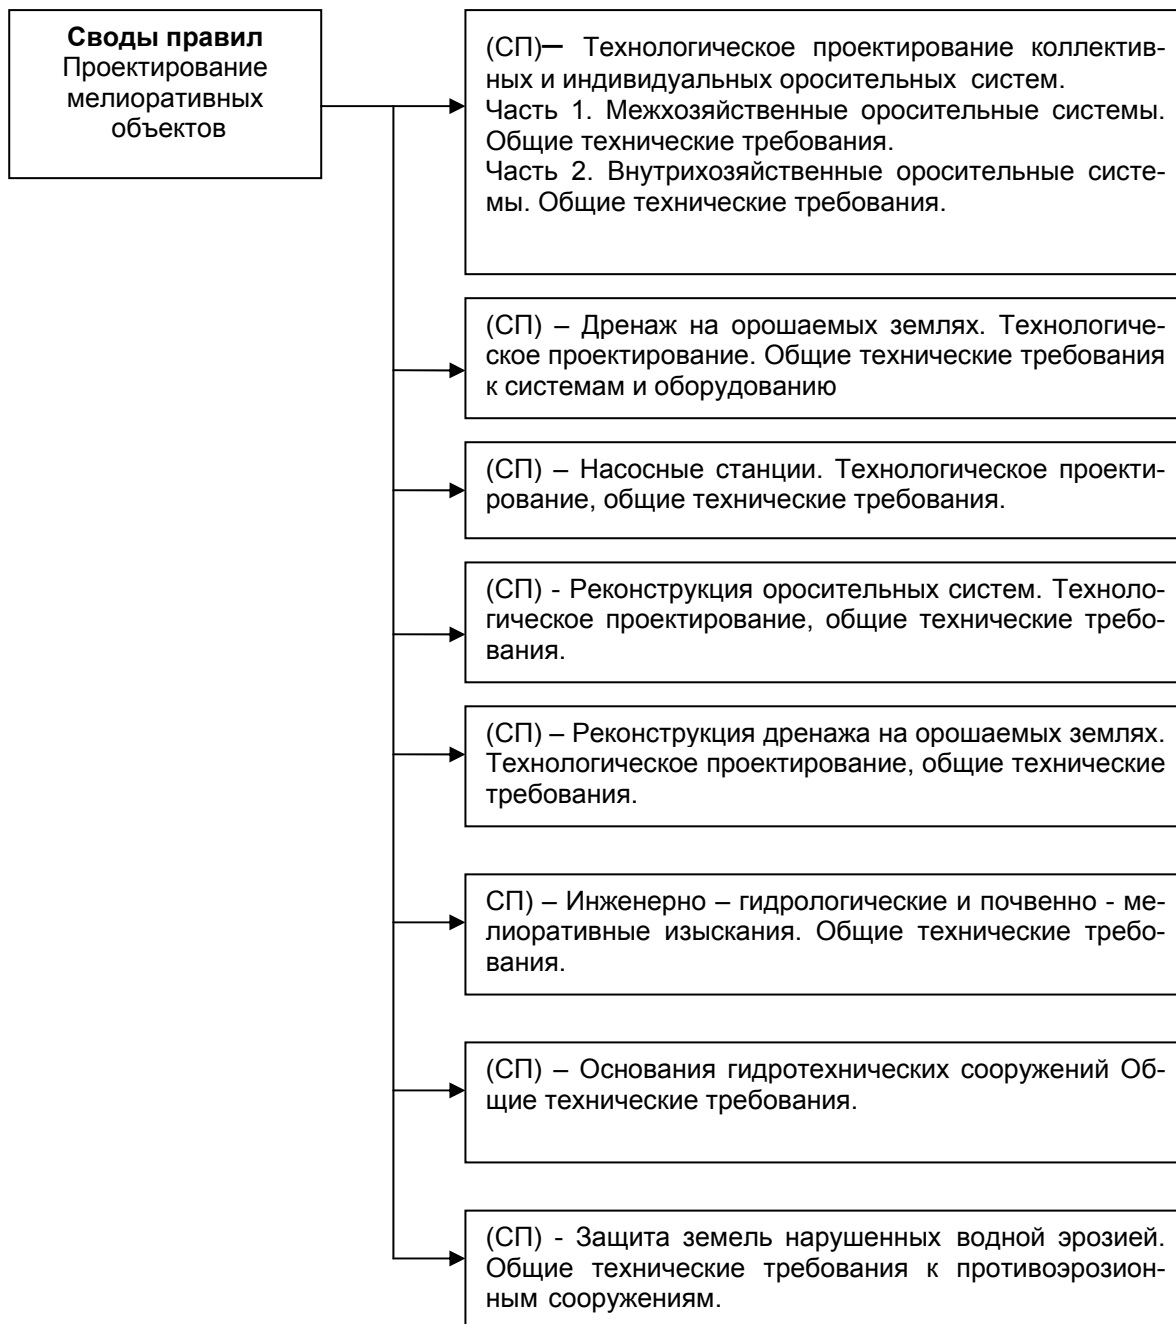 Своды правил
Проектирование
мелиоративных
объектов
(СП)– Технологическое проектирование коллектив-
ных и индивидуальных оросительных систем.
Часть 1. Межхозяйственные оросительные системы.
Общие технические требования.
Часть 2. Внутрихозяйственные оросительные систе-
мы. Общие технические требования.
(СП) – Дренаж на орошаемых землях. Технологиче-
ское проектирование. Общие технические требования
к системам и оборудованию
(СП) – Насосные станции. Технологическое проекти-
рование, общие технические требования.
(СП) - Реконструкция оросительных систем. Техноло-
гическое проектирование, общие технические требо-
вания.
(СП) – Реконструкция дренажа на орошаемых землях.
Технологическое проектирование, общие технические
требования.
СП) – Инженерно – гидрологические и почвенно - ме-
лиоративные изыскания. Общие технические требо-
вания.
(СП) – Основания гидротехнических сооружений Об-
щие технические требования.
(СП) - Защита земель нарушенных водной эрозией.
Общие технические требования к противоэрозион-
ным сооружениям.